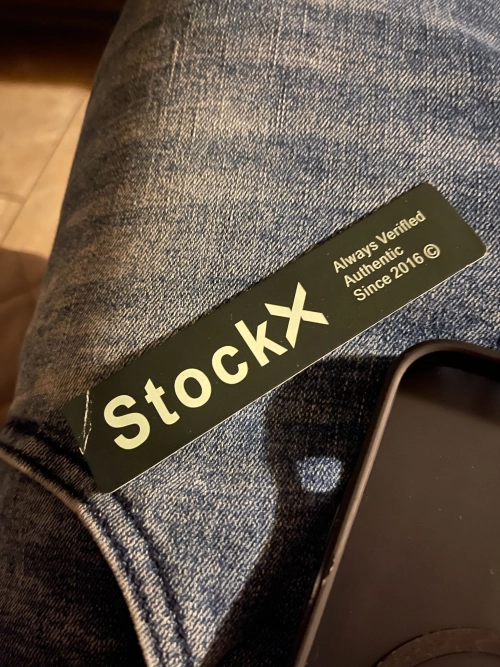 StockX
Always Verified
Authentic
Since 2016 ©